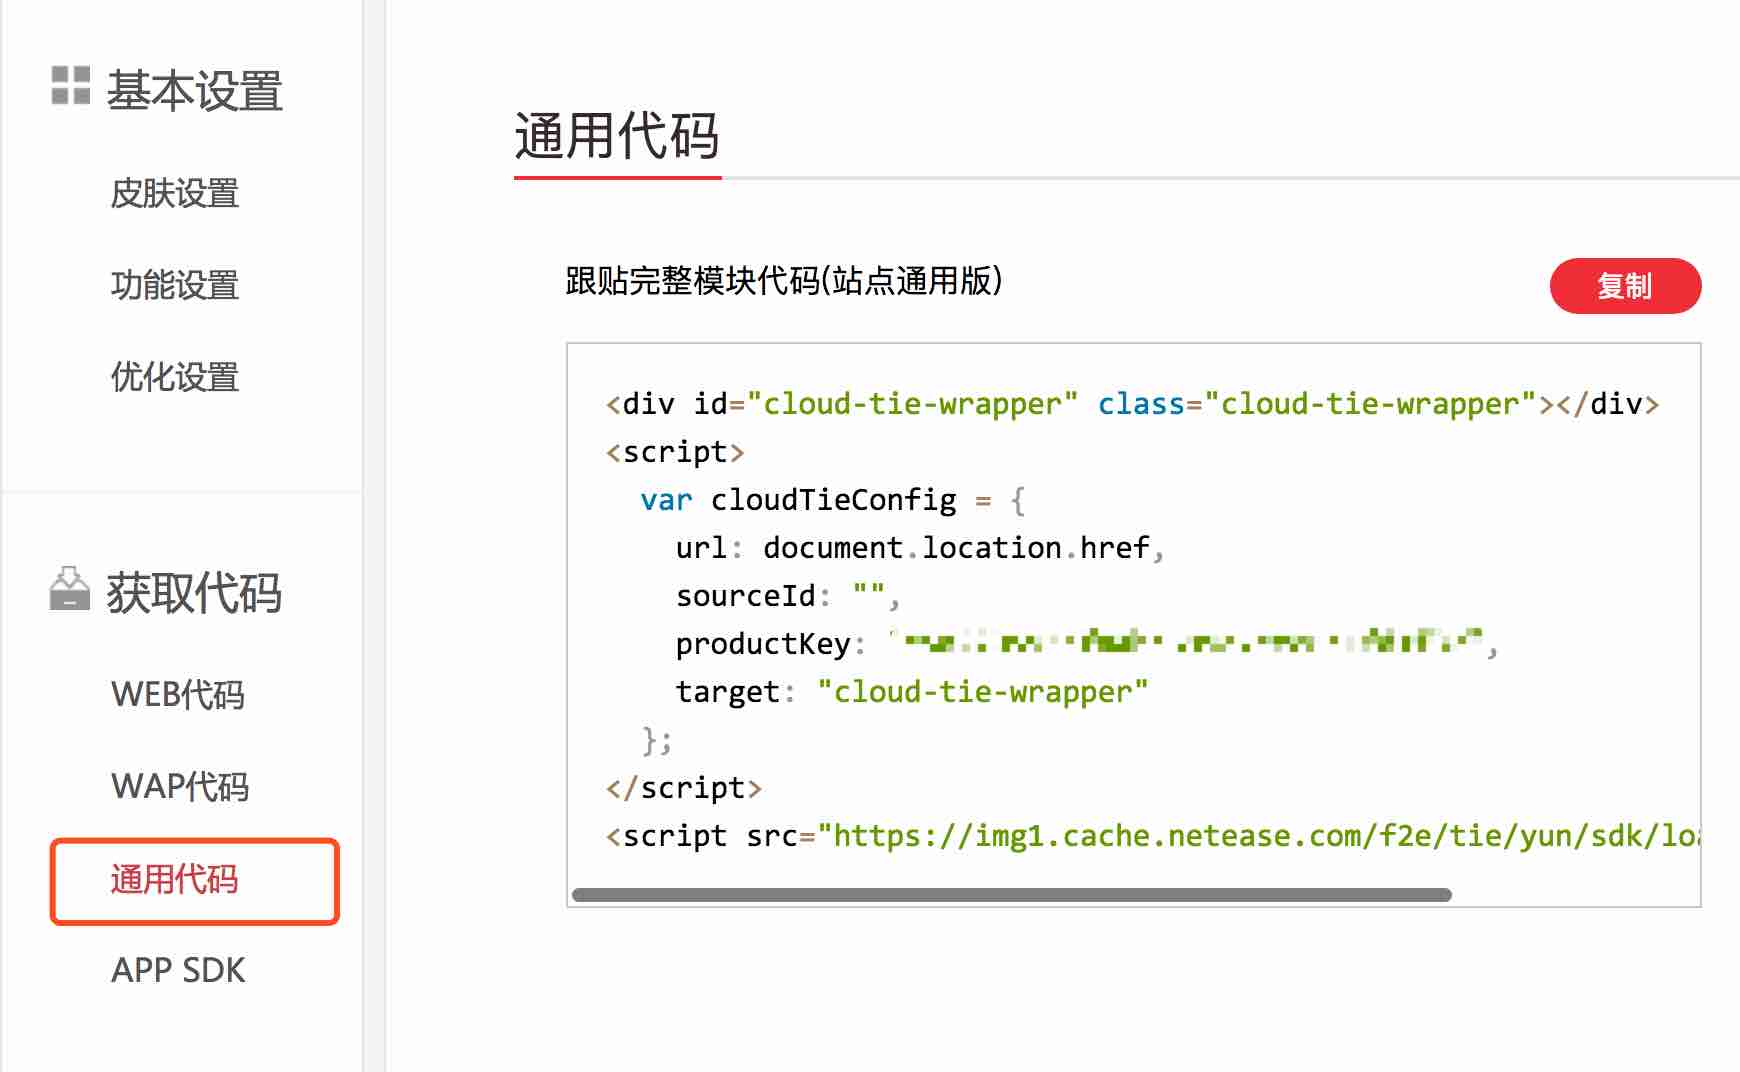 基本设置
皮肤设置
功能设置
优化设置
获取代码
WEB代码
WAP代码
通用代码
APP SDK
通用代码
跟贴完整模块代码(站点通用版)
复制
<div id="cloud-tie-wrapper" class="cloud-tie-wrapper"></div>
<script>
var cloudTieConfig = {
url: document.location.href,
sourceId: "",
productKey:
target: "cloud-tie-wrapper"
};
</script>
<script src="https://img1.cache.netease.com/f2e/tie/yun/sdk/